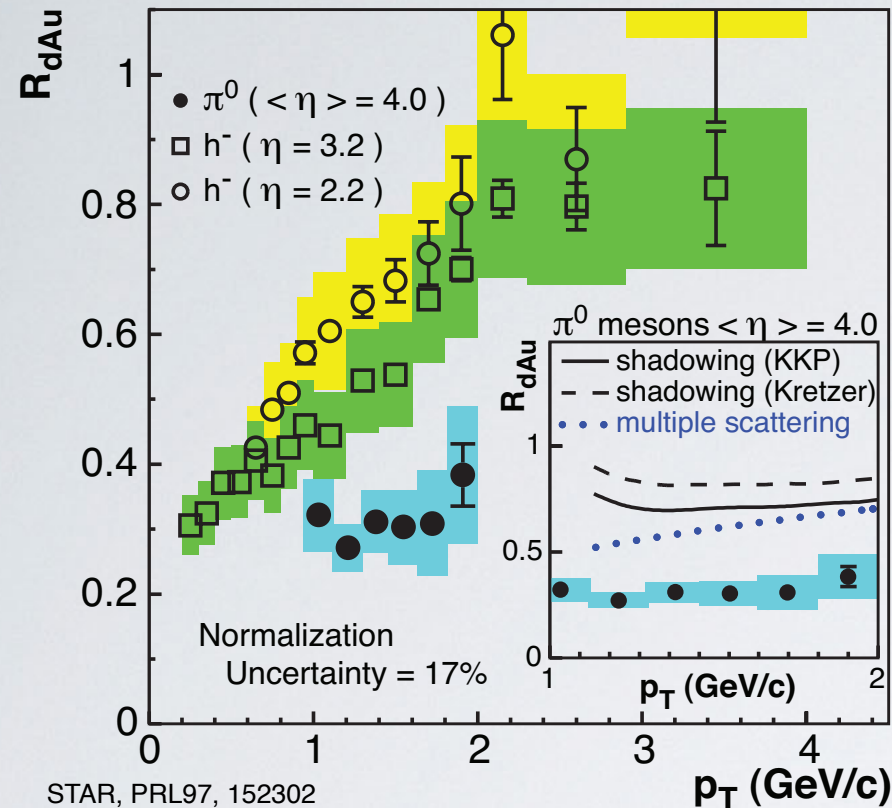 R_dAu
1
0.8
0.6
0.4
0.2
0
π⁰ ( < η > = 4.0 )
h⁻ ( η = 3.2 )
h⁻ ( η = 2.2 )
Normalization
Uncertainty = 17%
π⁰ mesons < η > = 4.0
R_dAu
shadowing (KKP)
shadowing (Kretzer)
multiple scattering
1
0.5
0
1 2
p_T (GeV/c)
0 1 2 3 4
p_T (GeV/c)
STAR, PRL97, 152302